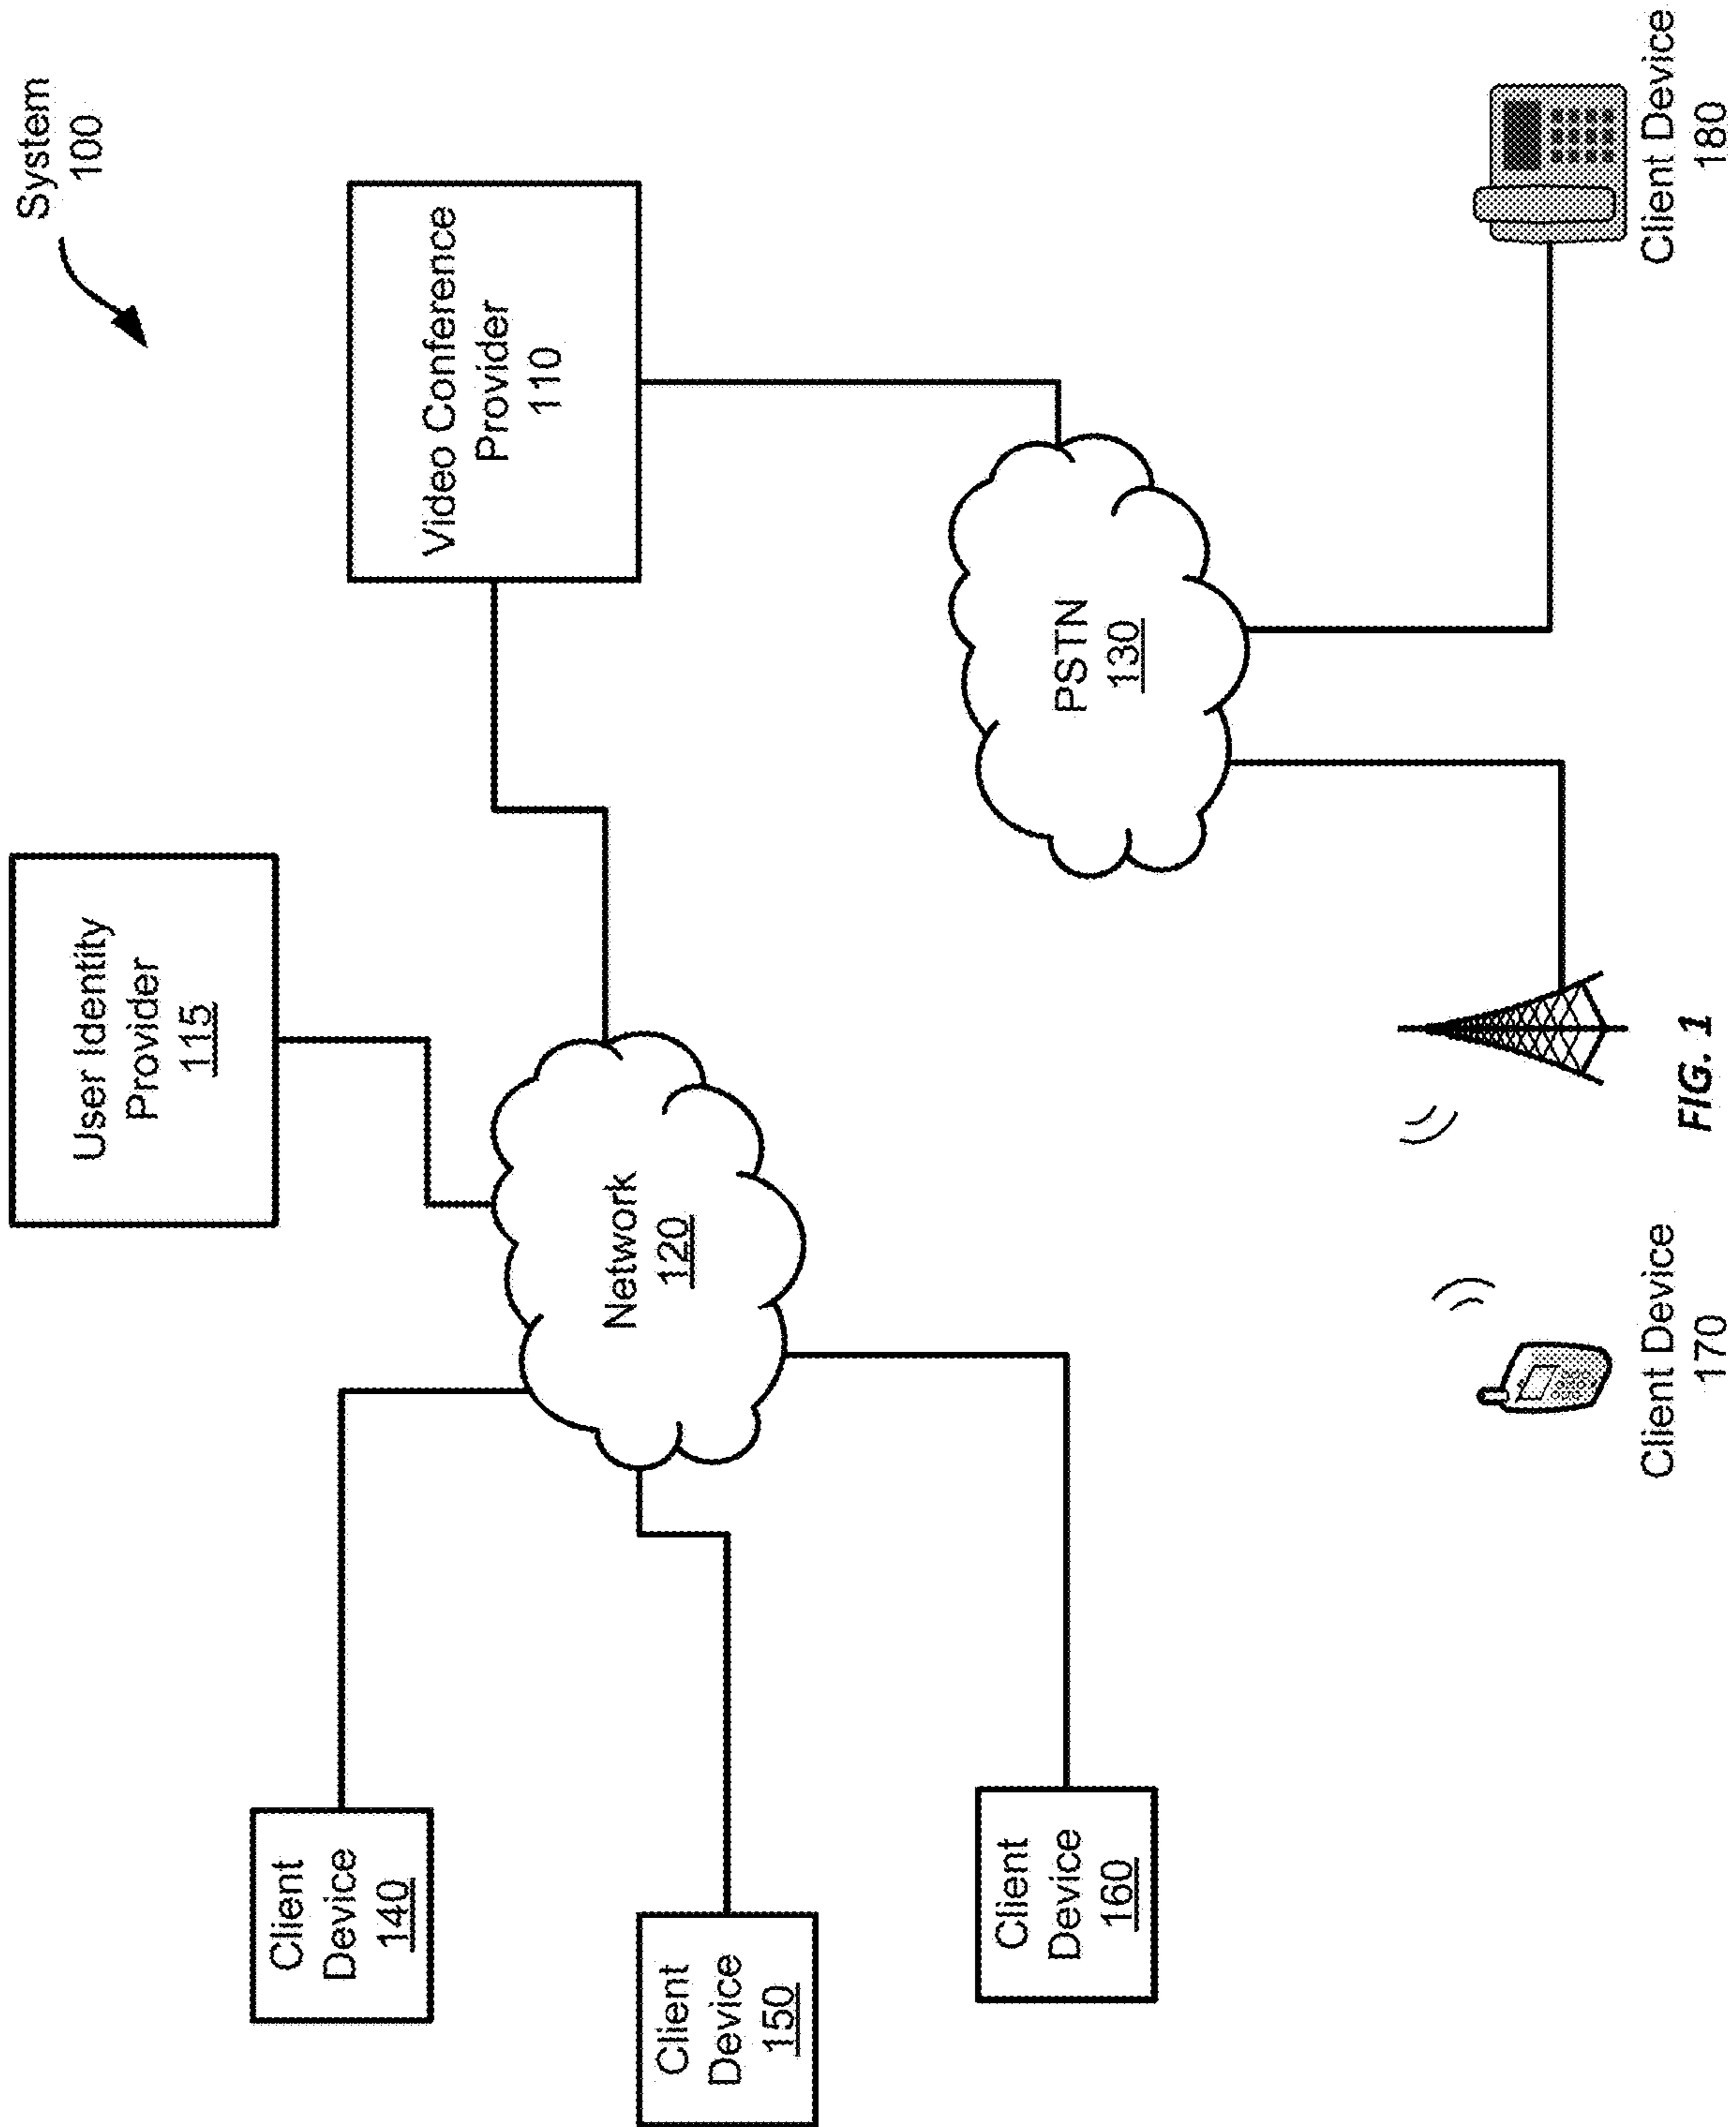 System
100
User Identity
Provider
115
Video Conference
Provider
110
Client
Device
140
Network
120
Client
Device
150
PSTN
130
Client
Device
160
Client Device
170
Client Device
180
FIG. 1